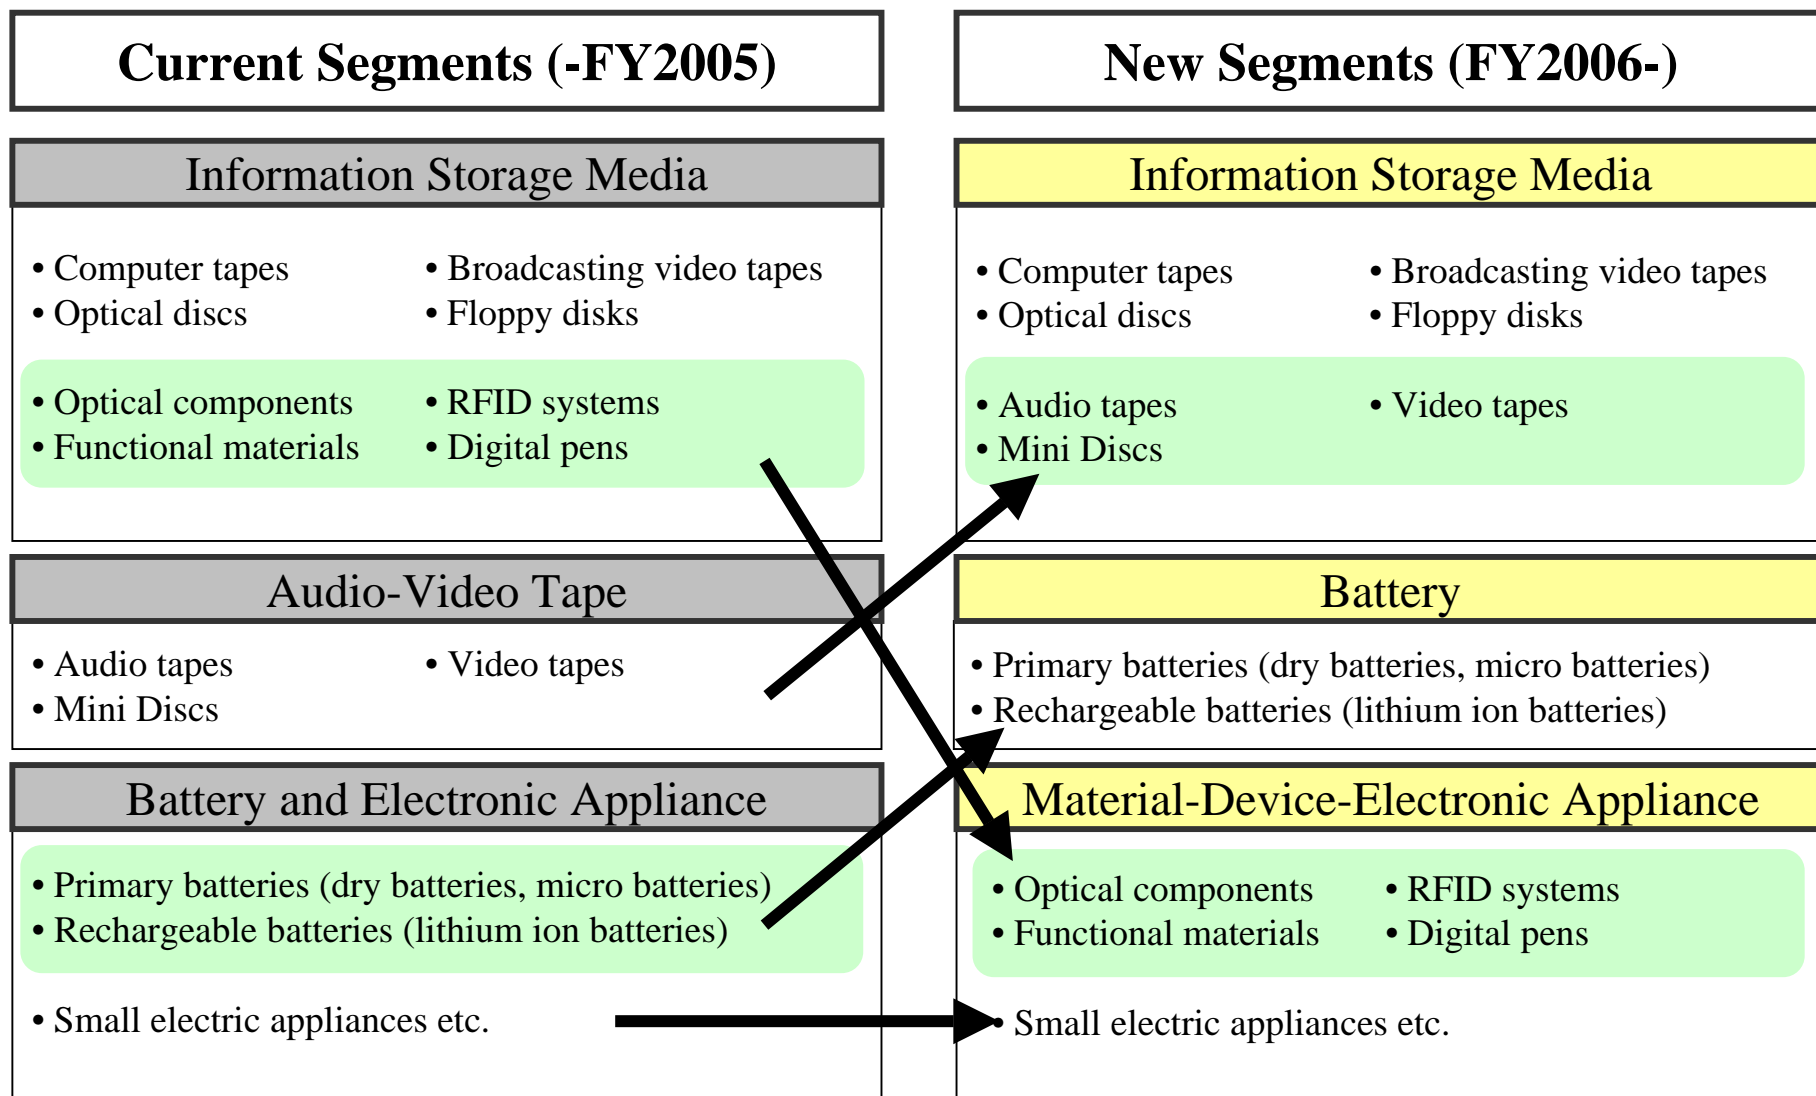 Current Segments (-FY2005)
Information Storage Media
• Computer tapes • Broadcasting video tapes
• Optical discs • Floppy disks
• Optical components • RFID systems
• Functional materials • Digital pens
Audio-Video Tape
• Audio tapes • Video tapes
• Mini Discs
Battery and Electronic Appliance
• Primary batteries (dry batteries, micro batteries)
• Rechargeable batteries (lithium ion batteries)
• Small electric appliances etc.
New Segments (FY2006-)
Information Storage Media
• Computer tapes • Broadcasting video tapes
• Optical discs • Floppy disks
• Audio tapes • Video tapes
• Mini Discs
Battery
• Primary batteries (dry batteries, micro batteries)
• Rechargeable batteries (lithium ion batteries)
Material-Device-Electronic Appliance
• Optical components • RFID systems
• Functional materials • Digital pens
• Small electric appliances etc.